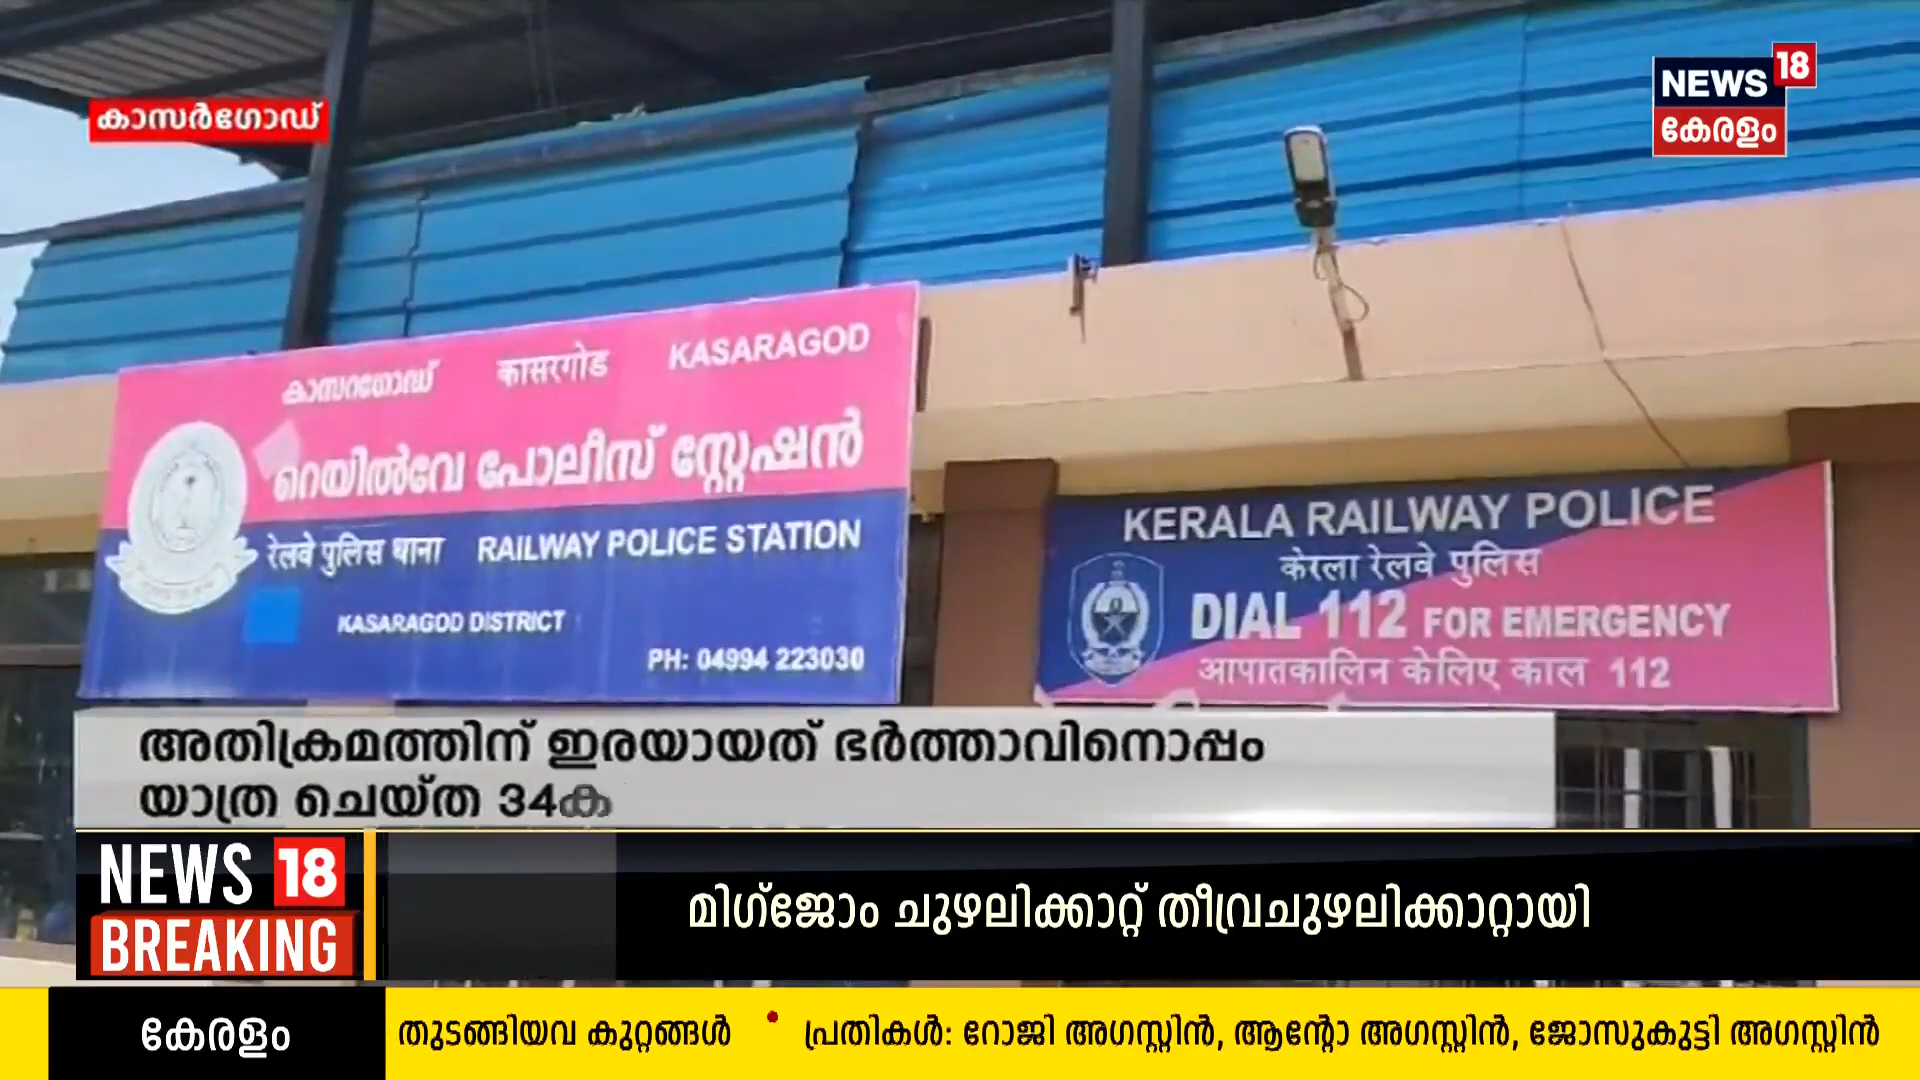 കാസർഗോഡ്
NEWS 18
കേരളം
കാസറഗോഡ് कासरगोड KASARAGOD
റെയിൽവേ പോലീസ് സ്റ്റേഷൻ
रेलवे पुलिस थाना RAILWAY POLICE STATION
KASARAGOD DISTRICT
PH: 04994 223030
KERALA RAILWAY POLICE
केरला रेलवे पुलिस
DIAL 112 FOR EMERGENCY
आपातकालिन केलिए काल 112
അതിക്രമത്തിന് ഇരയായത് ഭർത്താവിനൊപ്പം
യാത്ര ചെയ്ത 34ക
NEWS 18
BREAKING
മിഗ്ജോം ചുഴലിക്കാറ്റ് തീവ്രചുഴലിക്കാറ്റായി
കേരളം
തുടങ്ങിയവ കുറ്റങ്ങൾ • പ്രതികൾ: റോജി അഗസ്റ്റിൻ, ആന്റോ അഗസ്റ്റിൻ, ജോസുകുട്ടി അഗസ്റ്റിൻ